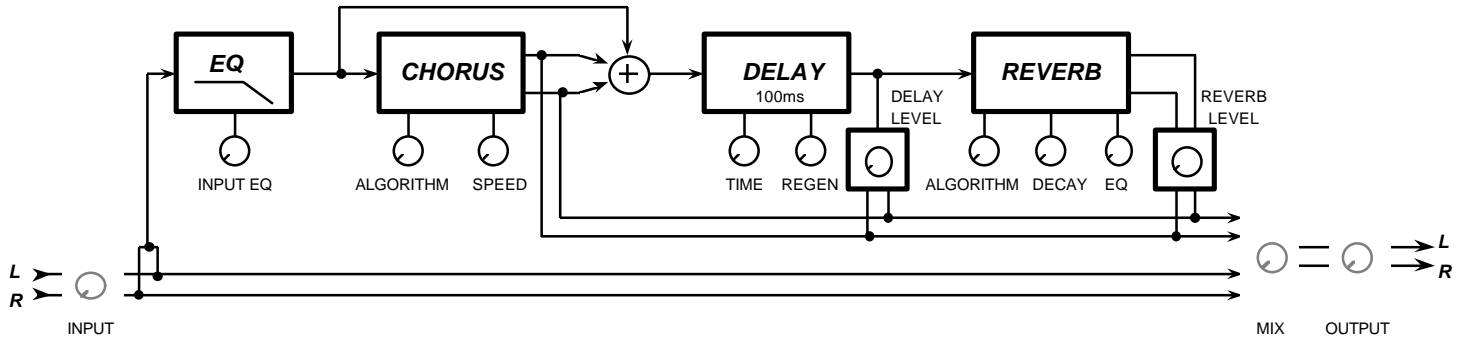 EQ
CHORUS
+
DELAY
100ms
REVERB
DELAY
LEVEL
REVERB
LEVEL
INPUT EQ
ALGORITHM
SPEED
TIME
REGEN
ALGORITHM
DECAY
EQ
L
R
L
R
INPUT
MIX
OUTPUT